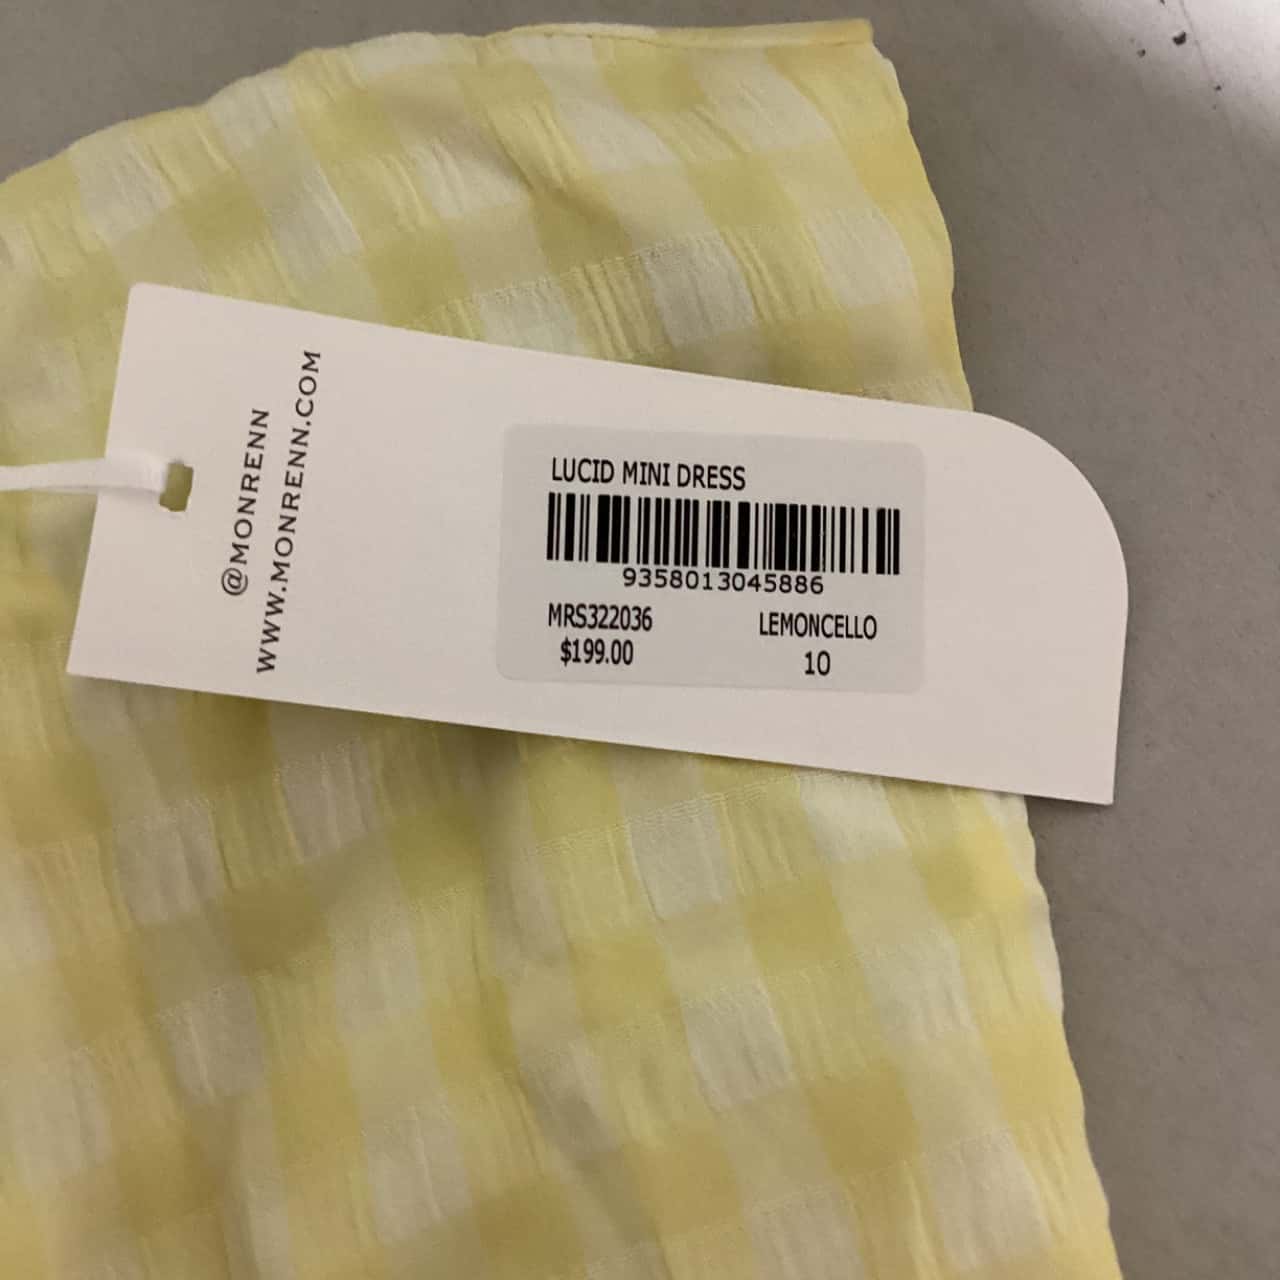 @MONRENN
WWW.MONRENN.COM
LUCID MINI DRESS
9358013045886
MRS322036 LEMONCELLO
$199.00 10